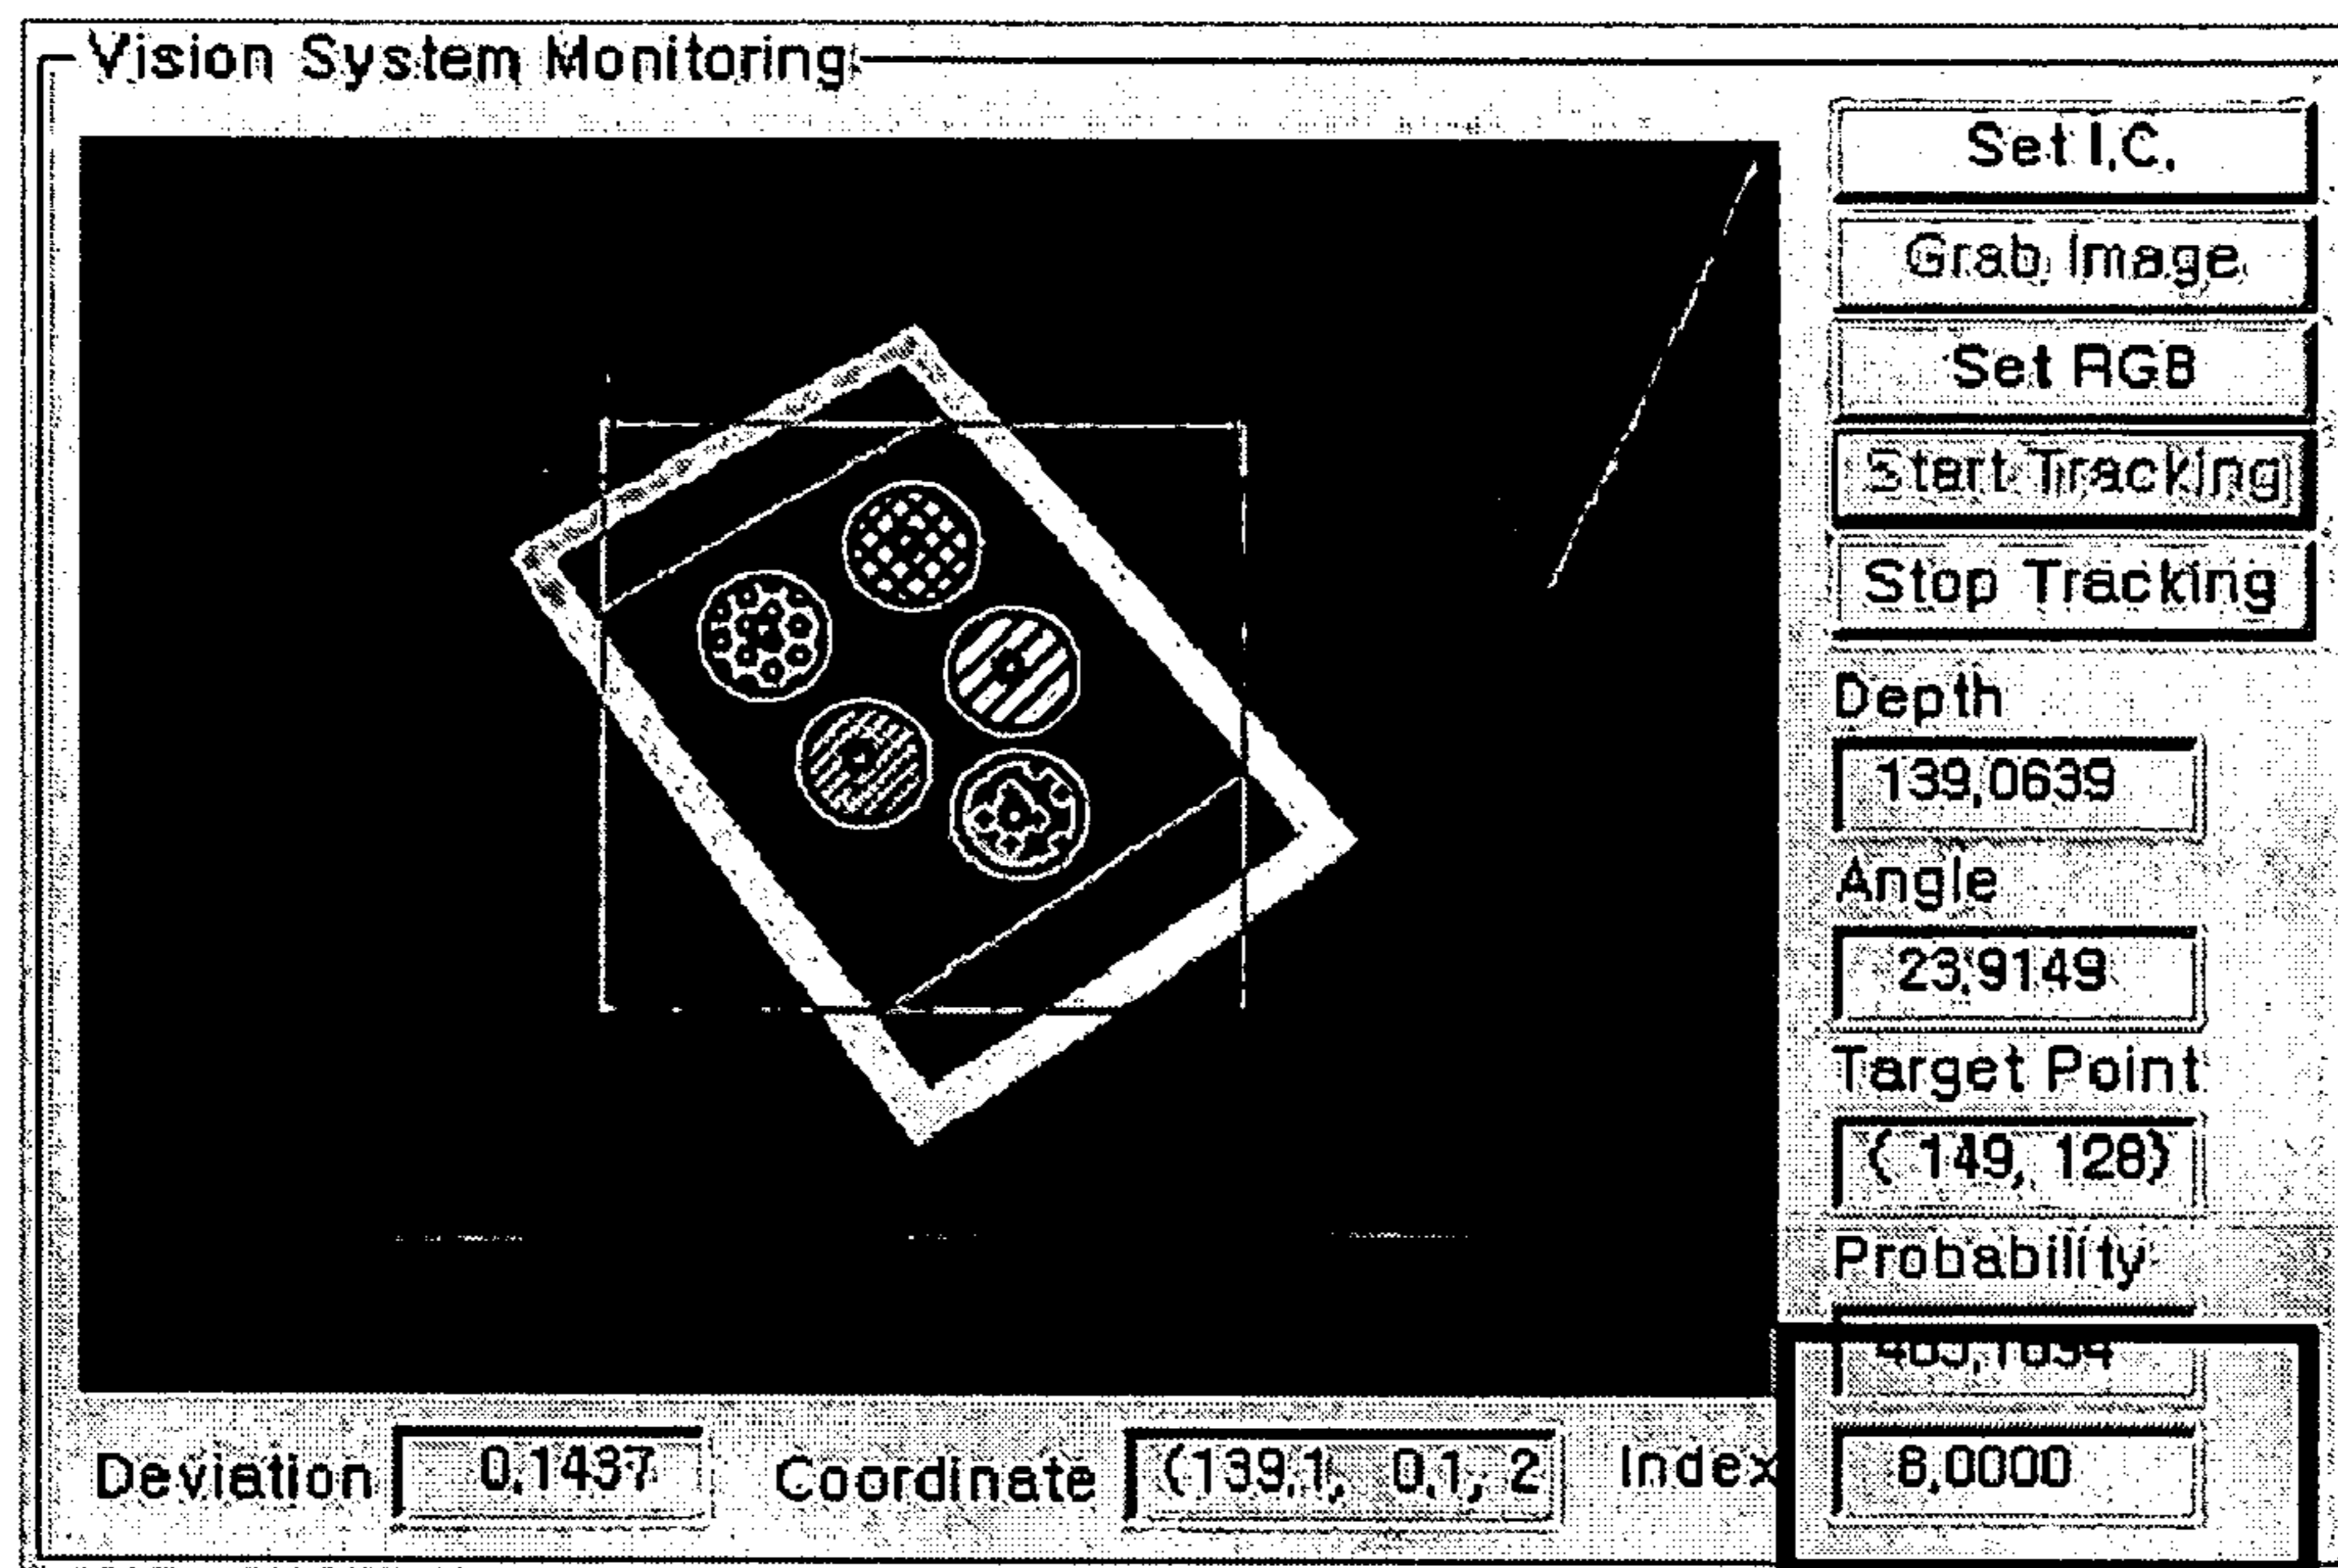 Vision System Monitoring
Set I.C.
Grab Image
Set RGB
Start Tracking
Stop Tracking
Depth
139,0639
Angle
23,9149
Target Point
( 149, 128)
Probability
Deviation 0,1437 Coordinate (139,1, 0,1, 2 Index 8,0000